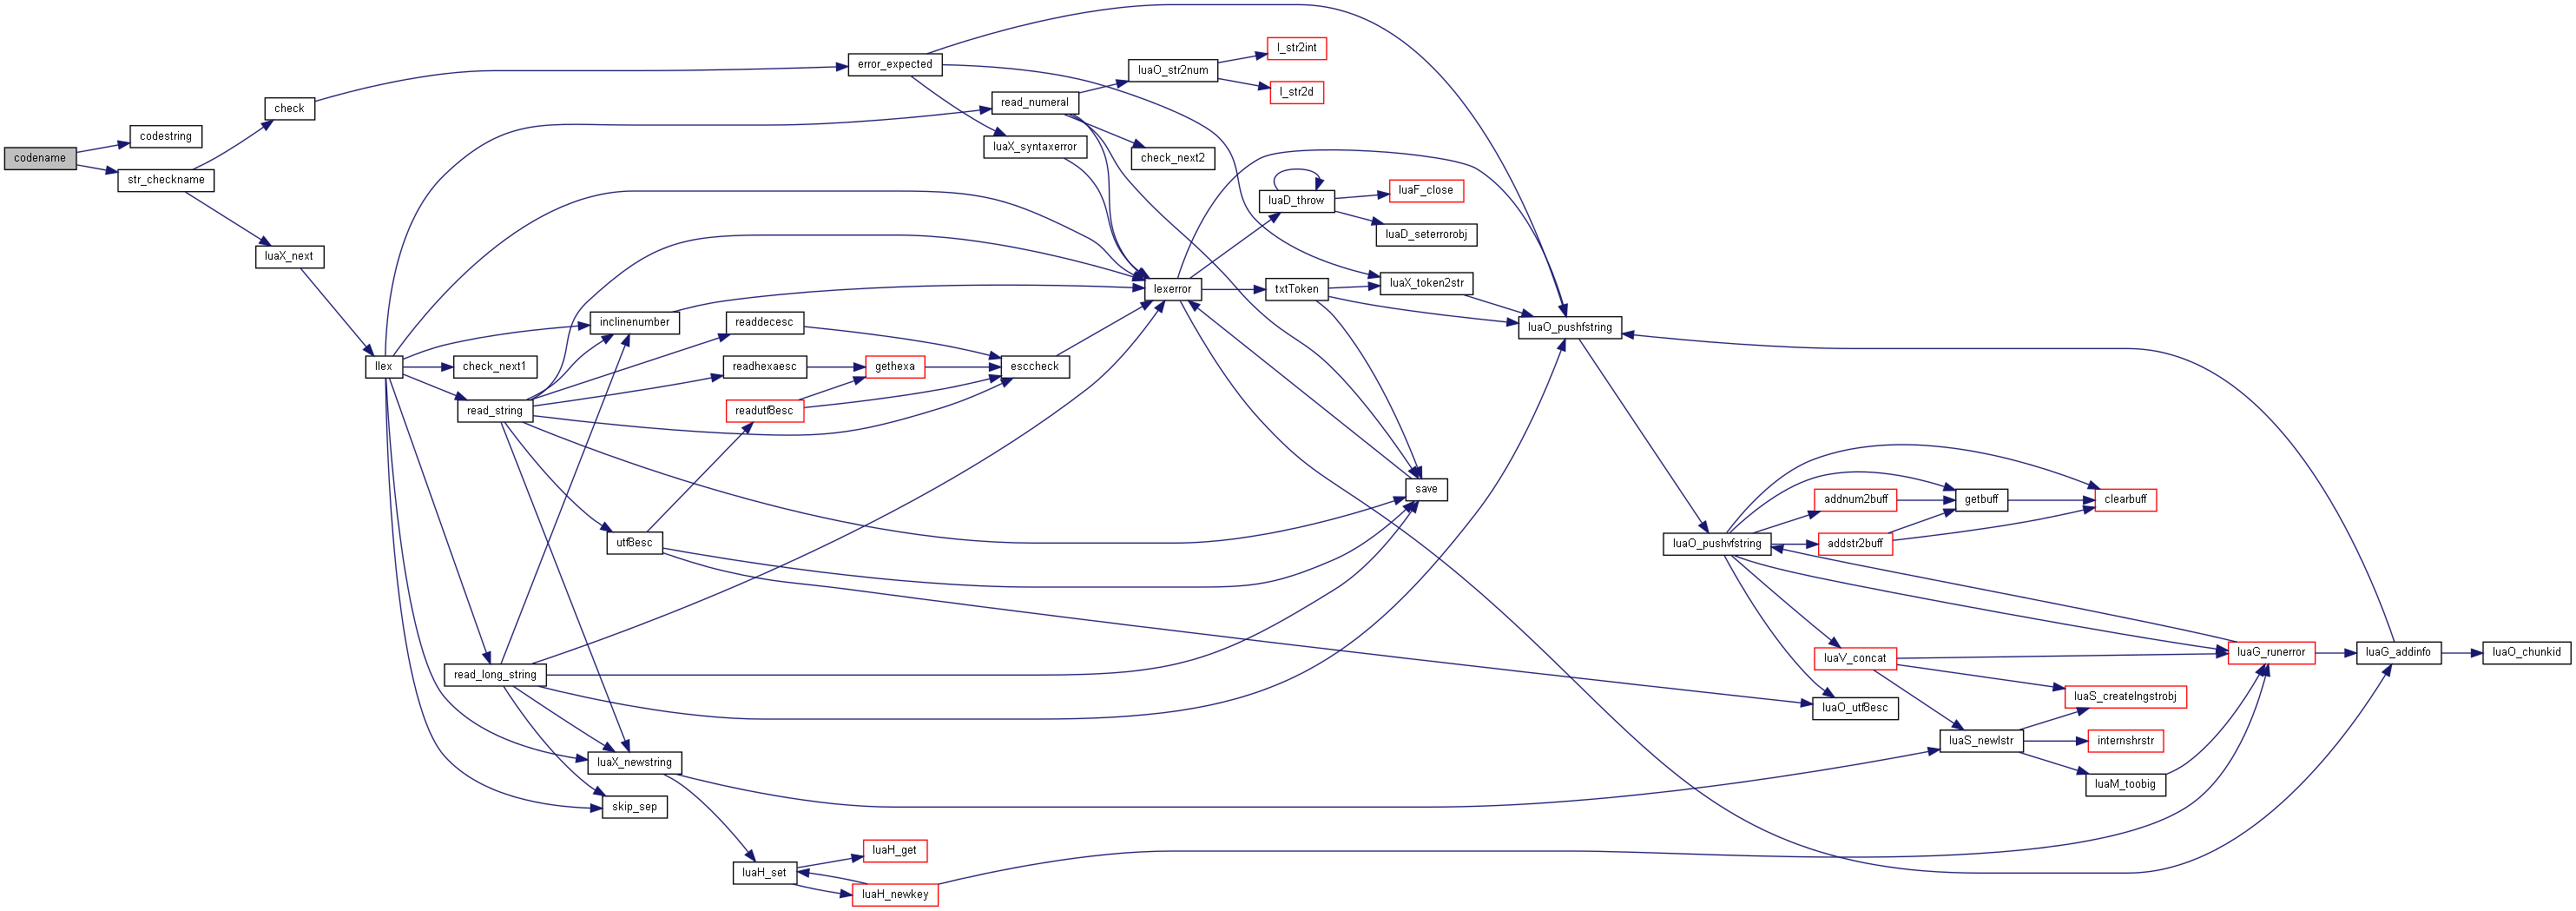 codename
codestring
str_checkname
check
luaX_next
llex
error_expected
read_numeral
luaX_syntaxerror
luaO_str2num
l_str2int
l_str2d
check_next2
luaD_throw
luaF_close
luaD_seterrorobj
lexerror
txtToken
luaX_token2str
luaO_pushfstring
inclinenumber
check_next1
readdecesc
readhexaesc
gethexa
esccheck
read_string
readutf8esc
utf8esc
save
read_long_string
luaX_newstring
skip_sep
luaH_set
luaH_get
luaH_newkey
luaO_pushvfstring
addnum2buff
getbuff
clearbuff
addstr2buff
luaV_concat
luaO_utf8esc
luaG_runerror
luaG_addinfo
luaO_chunkid
luaS_createlngstrobj
luaS_newlstr
internshrstr
luaM_toobig